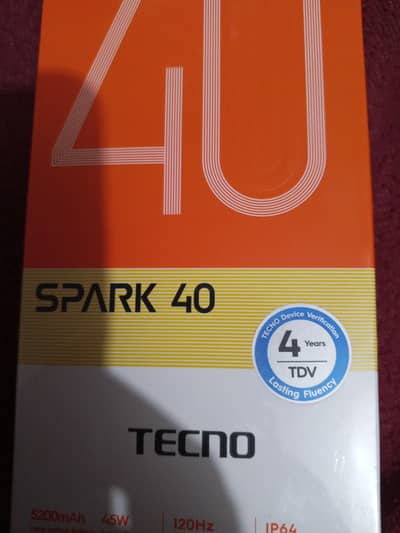 40
SPARK 40
TECNO Device Verification
4 Years
TDV
Lasting Fluency
TECNO
5200mAh 45W
120Hz
IP64